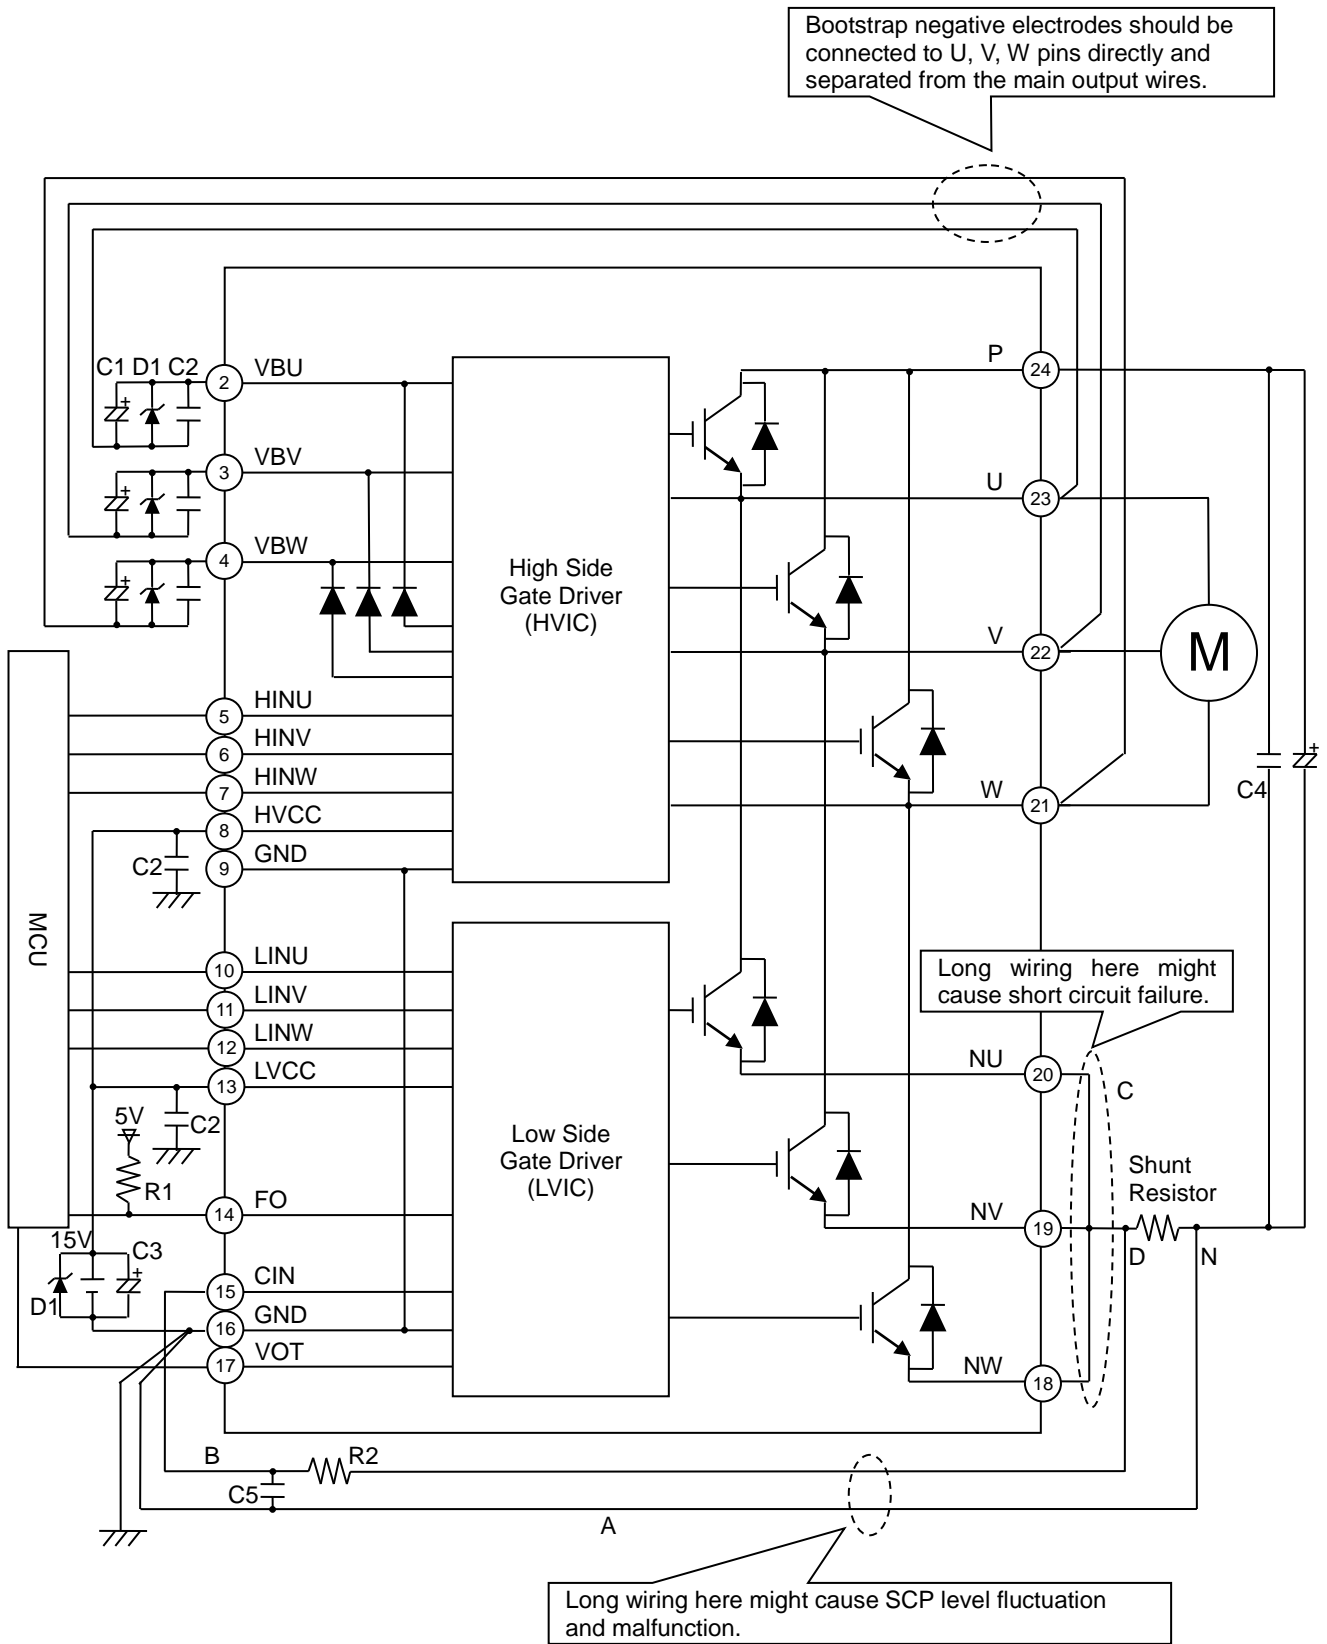 Bootstrap negative electrodes should be
connected to U, V, W pins directly and
separated from the main output wires.
C1 D1 C2
2
VBU
P
24
3
VBV
U
23
4
VBW
High Side
Gate Driver
(HVIC)
V
22
M
5
HINU
6
HINV
7
HINW
W
21
C4
+
8
HVCC
C2
9
GND
MCU
10
LINU
11
LINV
12
LINW
13
LVCC
C2
5V
R1
Long wiring here might
cause short circuit failure.
NU
20
C
Low Side
Gate Driver
(LVIC)
Shunt
Resistor
14
FO
NV
19
D
N
15V
C3
+
D1
15
CIN
16
GND
17
VOT
NW
18
B
R2
C5
A
Long wiring here might cause SCP level fluctuation
and malfunction.
+
+
+